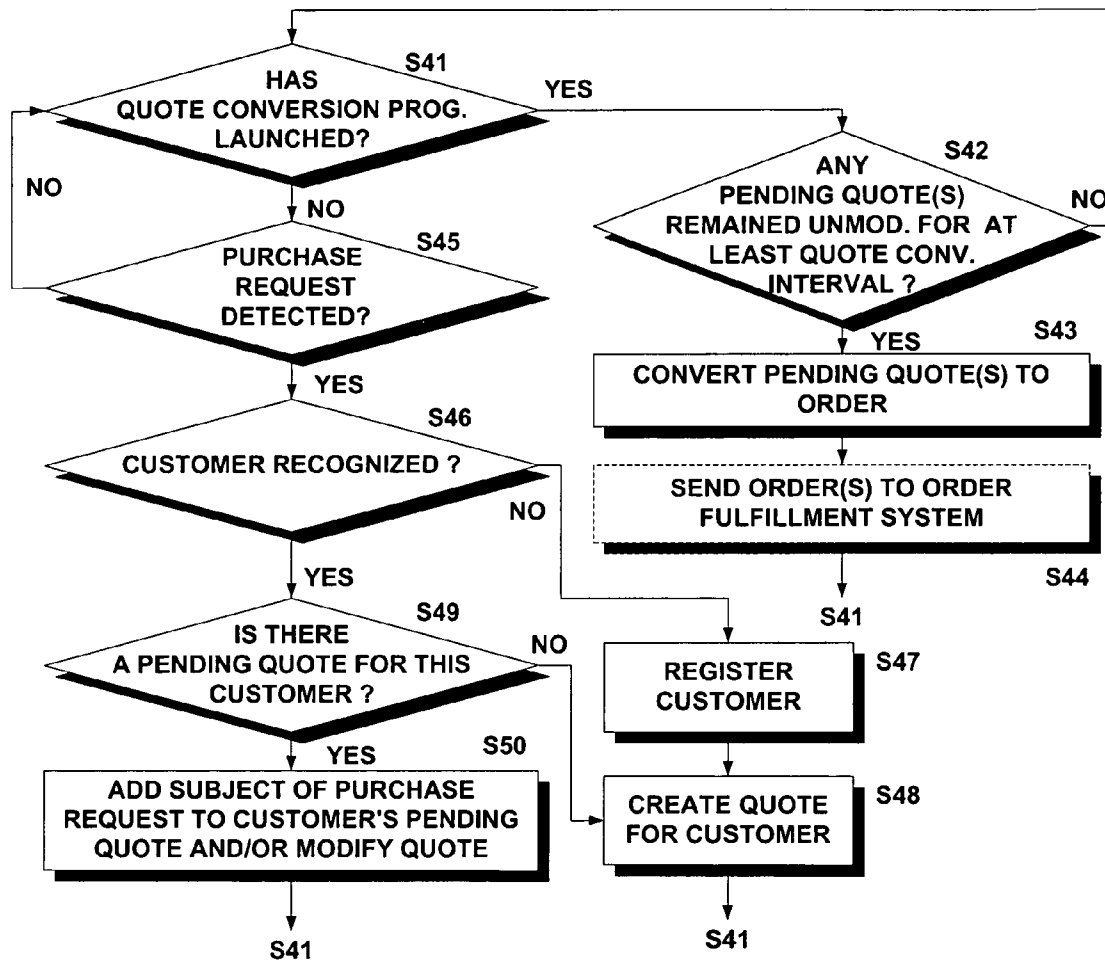 S41
HAS
QUOTE CONVERSION PROG.
LAUNCHED?
YES
NO
NO
S42
ANY
PENDING QUOTE(S)
REMAINED UNMOD. FOR AT
LEAST QUOTE CONV.
INTERVAL ?
NO
YES
S45
PURCHASE
REQUEST
DETECTED?
YES
S43
CONVERT PENDING QUOTE(S) TO
ORDER
SEND ORDER(S) TO ORDER
FULFILLMENT SYSTEM
S44
S41
S46
CUSTOMER RECOGNIZED ?
NO
YES
S49
IS THERE
A PENDING QUOTE FOR THIS
CUSTOMER ?
NO
YES
S47
REGISTER
CUSTOMER
S50
ADD SUBJECT OF PURCHASE
REQUEST TO CUSTOMER'S PENDING
QUOTE AND/OR MODIFY QUOTE
S41
S48
CREATE QUOTE
FOR CUSTOMER
S41